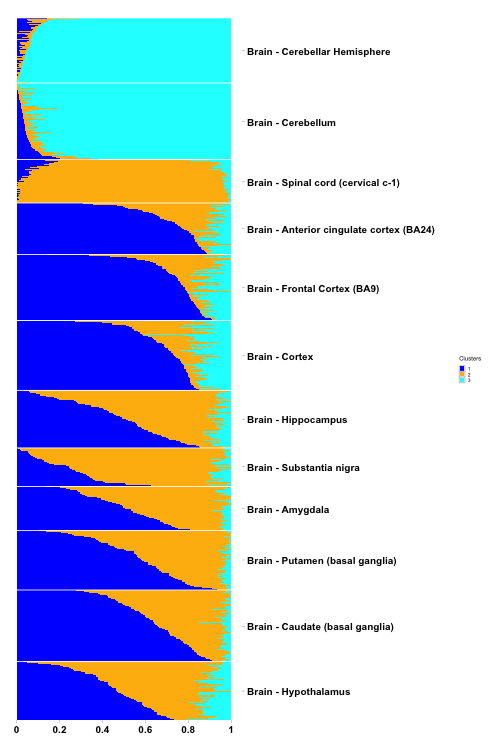 Brain - Cerebellar Hemisphere
Brain - Cerebellum
Brain - Spinal cord (cervical c-1)
Brain - Anterior cingulate cortex (BA24)
Brain - Frontal Cortex (BA9)
Brain - Cortex
Clusters
1
2
3
Brain - Hippocampus
Brain - Substantia nigra
Brain - Amygdala
Brain - Putamen (basal ganglia)
Brain - Caudate (basal ganglia)
Brain - Hypothalamus
0 0.2 0.4 0.6 0.8 1